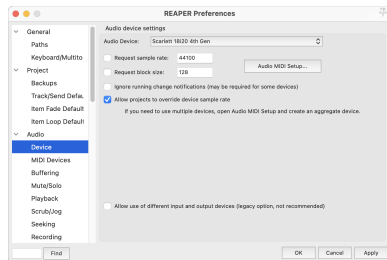 REAPER Preferences
General
Paths
Keyboard/Multito
Project
Backups
Track/Send Defau
Item Fade Default
Item Loop Default
Audio
Device
MIDI Devices
Buffering
Mute/Solo
Playback
Scrub/Jog
Seeking
Recording
Find
Audio device settings
Audio Device: Scarlett 18i20 4th Gen
Request sample rate: 44100
Request block size: 128
Audio MIDI Setup...
Ignore running change notifications (may be required for some devices)
Allow projects to override device sample rate
If you need to use multiple devices, open Audio MIDI Setup and create an aggregate device.
Allow use of different input and output devices (legacy option, not recommended)
OK Cancel Apply